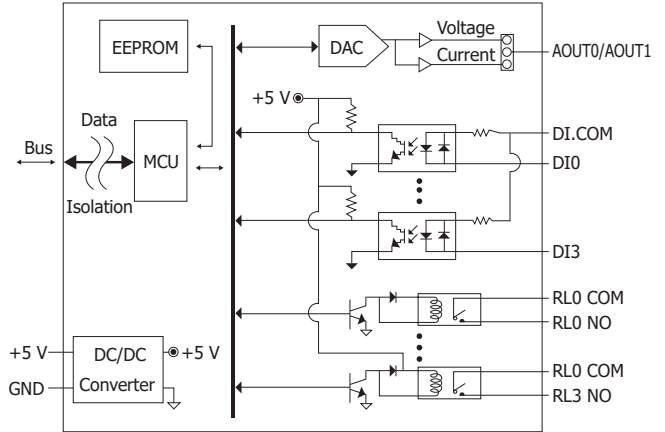 EEPROM
DAC
Voltage
Current
AOUT0/AOUT1
+5 V
Data
Bus
MCU
Isolation
DI.COM
DI0
DI3
RL0 COM
RL0 NO
RL0 COM
RL3 NO
+5 V
DC/DC
Converter
+5 V
GND